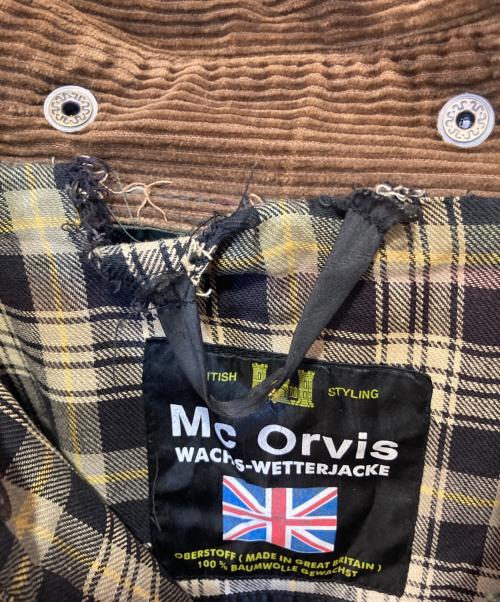 ITISH STYLING
Mc Orvis
WACHS-WETTERJACKE
OBERSTOFF ( MADE IN GREAT BRITAIN )
100 % BAUMWOLLE GEWACHST